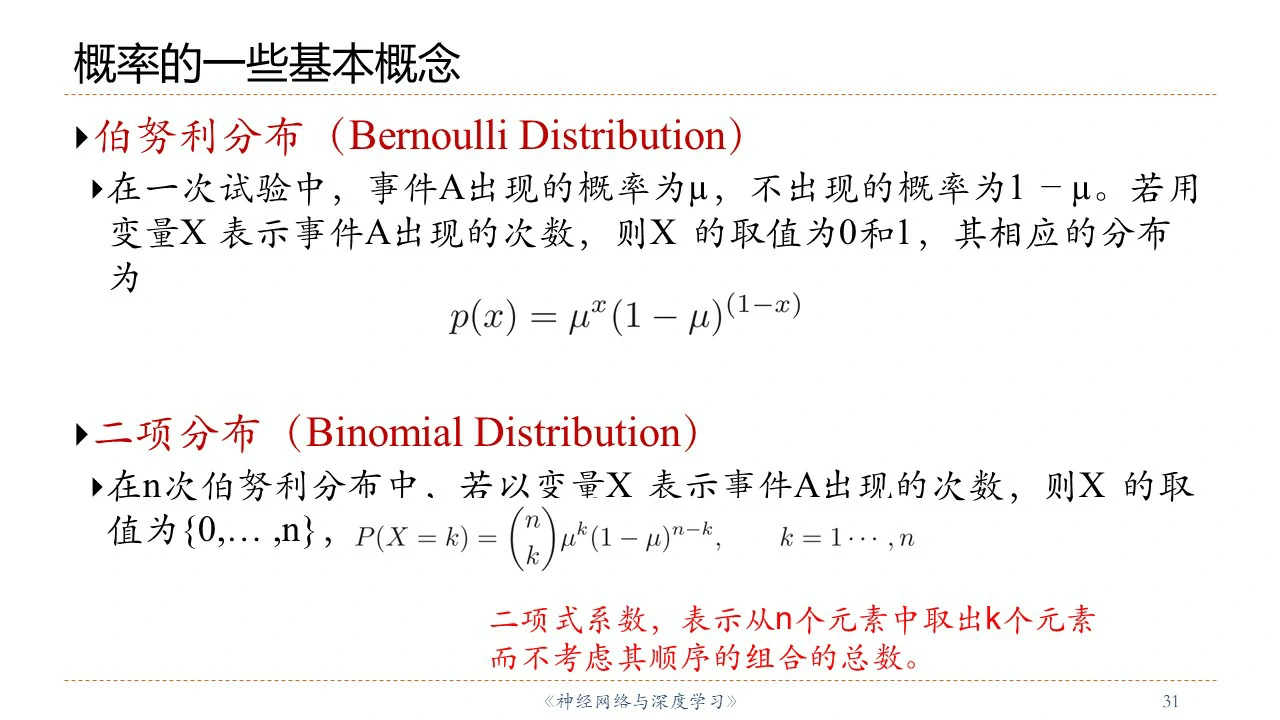 概率的一些基本概念
伯努利分布（Bernoulli Distribution）
在一次试验中，事件A出现的概率为μ，不出现的概率为1 − μ。若用
变量X 表示事件A出现的次数，则X 的取值为0和1，其相应的分布
为
p(x) = μ^x(1 − μ)^(1−x)
二项分布（Binomial Distribution）
在n次伯努利分布中，若以变量X 表示事件A出现的次数，则X 的取
值为{0,… ,n}，P(X = k) = (n k) μ^k(1 − μ)^{n−k},  k = 1 ··· , n
二项式系数，表示从n个元素中取出k个元素
而不考虑其顺序的组合的总数。
《神经网络与深度学习》 31